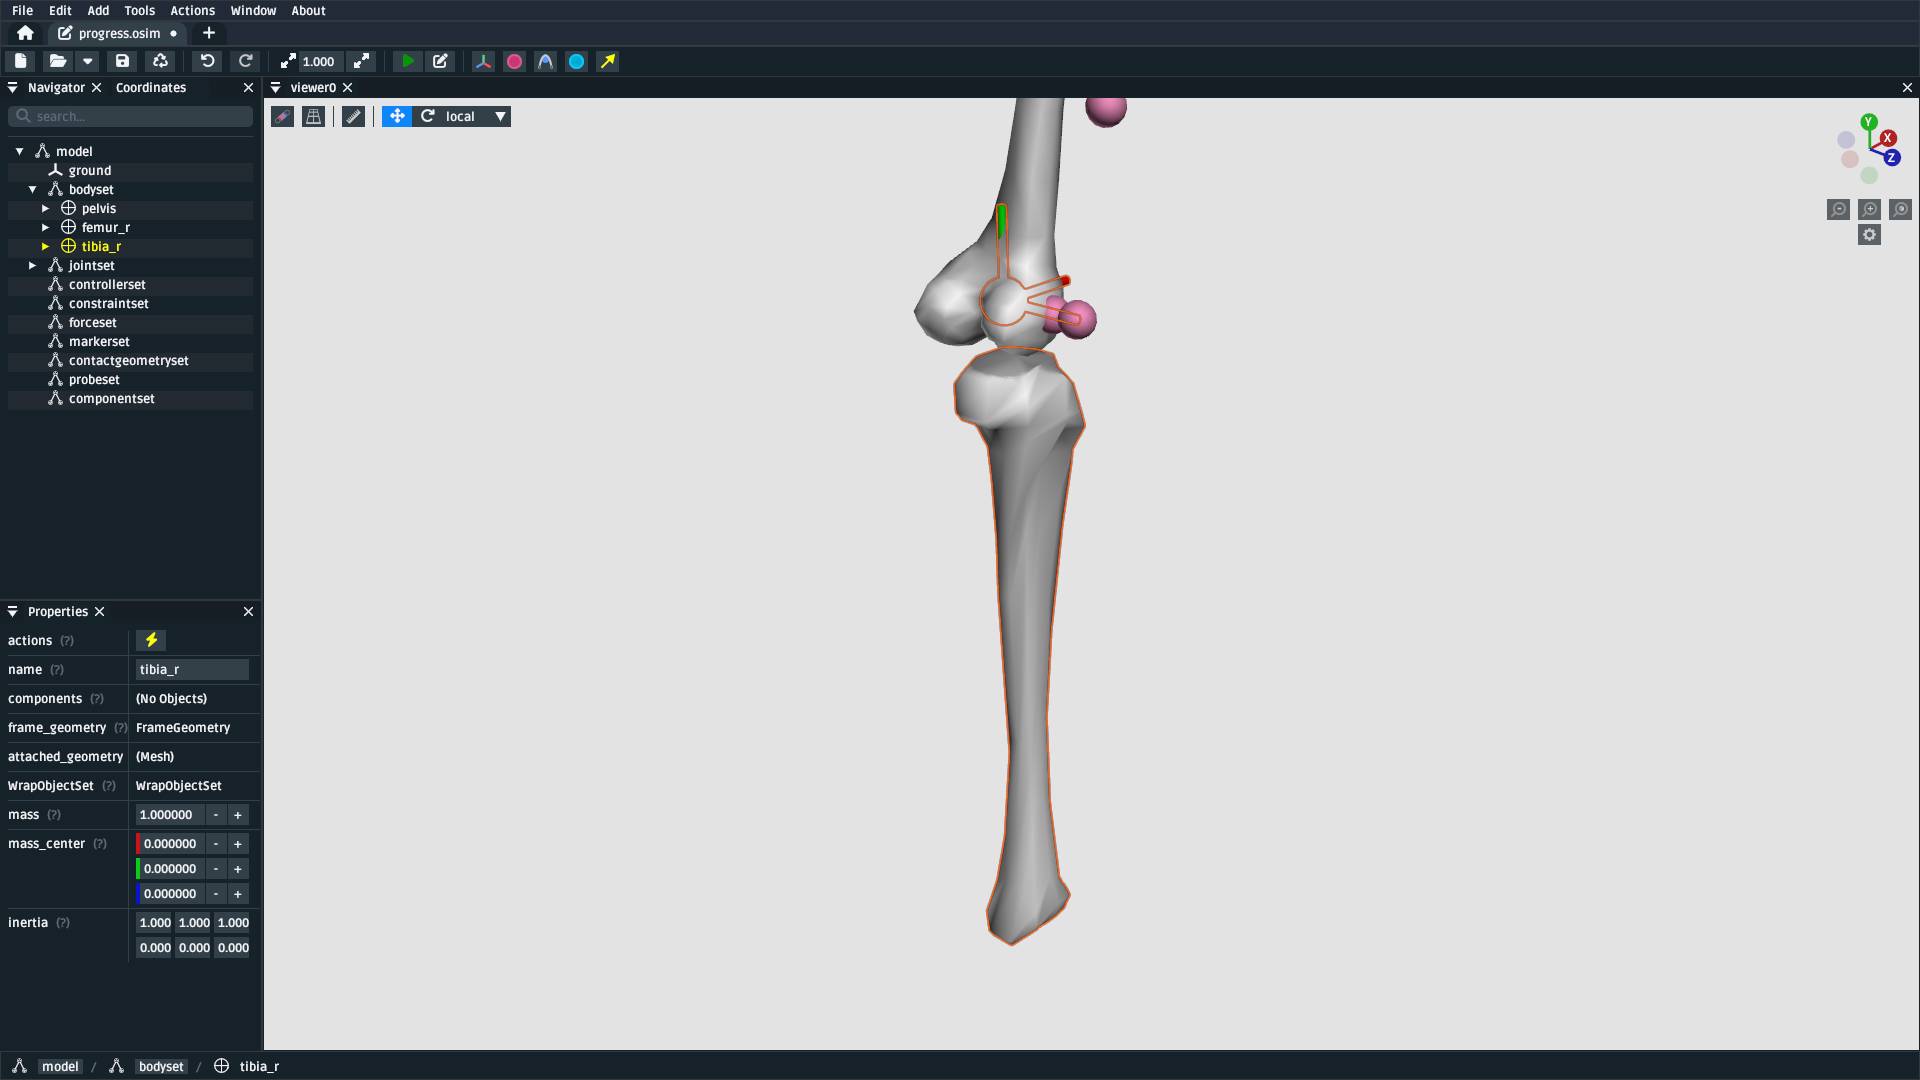 File Edit Add Tools Actions Window About
progress.osim
1.000
Navigator Coordinates
viewer0
search...
local
Y
X
Z
model
ground
bodyset
pelvis
femur_r
tibia_r
jointset
controllerset
constraintset
forceset
markerset
contactgeometryset
probeset
componentset
Properties
actions (?)
name (?) tibia_r
components (?) (No Objects)
frame_geometry (?) FrameGeometry
attached_geometry (Mesh)
WrapObjectSet (?) WrapObjectSet
mass (?) 1.000000 - +
mass_center (?) 0.000000 - +
0.000000 - +
0.000000 - +
inertia (?) 1.000 1.000 1.000
0.000 0.000 0.000
model / bodyset / tibia_r